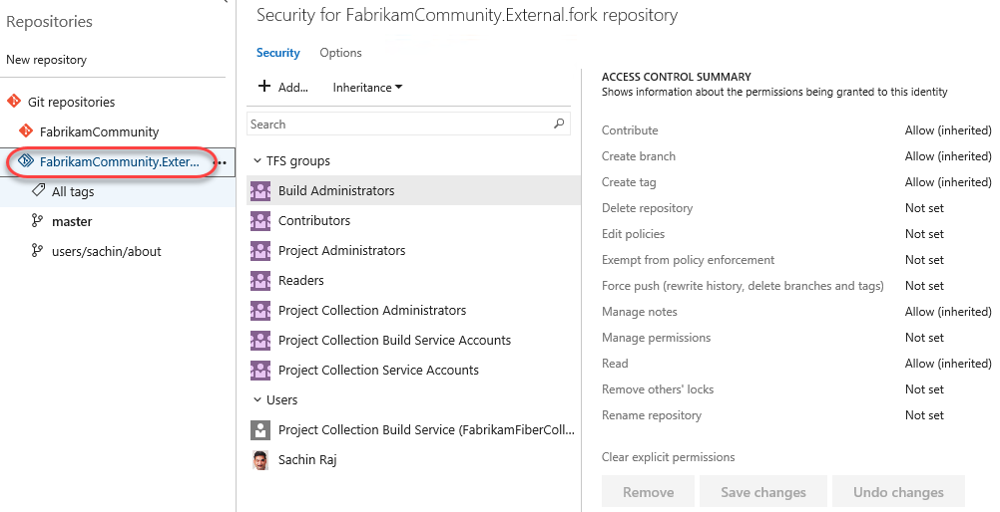 Repositories
New repository
Git repositories
FabrikamCommunity
FabrikamCommunity.Exter... ...
All tags
master
users/sachin/about
Security for FabrikamCommunity.External.fork repository
Security Options
+ Add... Inheritance
Search
TFS groups
Build Administrators
Contributors
Project Administrators
Readers
Project Collection Administrators
Project Collection Build Service Accounts
Project Collection Service Accounts
Users
Project Collection Build Service (FabrikamFiberColl...
Sachin Raj
ACCESS CONTROL SUMMARY
Shows information about the permissions being granted to this identity
Contribute Allow (inherited)
Create branch Allow (inherited)
Create tag Allow (inherited)
Delete repository Not set
Edit policies Not set
Exempt from policy enforcement Not set
Force push (rewrite history, delete branches and tags) Not set
Manage notes Allow (inherited)
Manage permissions Not set
Read Allow (inherited)
Remove others' locks Not set
Rename repository Not set
Clear explicit permissions
Remove Save changes Undo changes